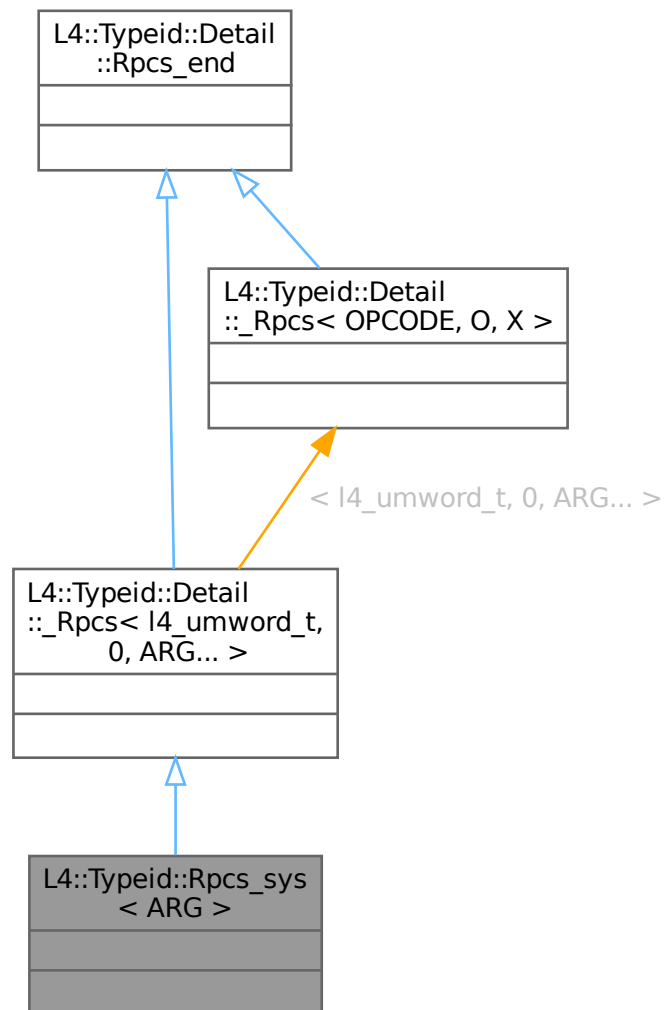 L4::Typeid::Detail
::Rpcs_end
L4::Typeid::Detail
::_Rpcs< OPCODE, O, X >
< l4_umword_t, 0, ARG... >
L4::Typeid::Detail
::_Rpcs< l4_umword_t,
0, ARG... >
L4::Typeid::Rpcs_sys
< ARG >